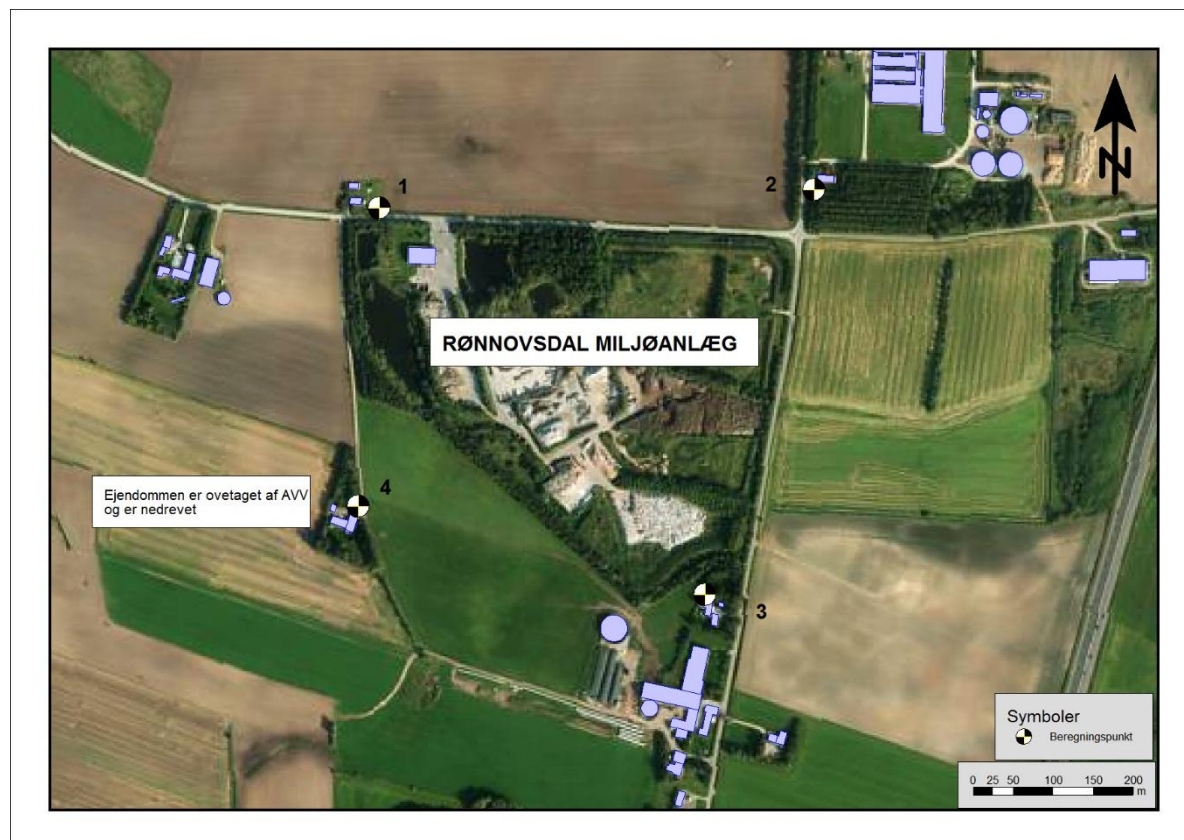 1
2
N
RØNNOVSDAL MILJØANLÆG
Ejendommen er ovetaget af AVV
og er nedrevet
4
3
Symboler
Beregningspunkt
0 25 50 100 150 200
m